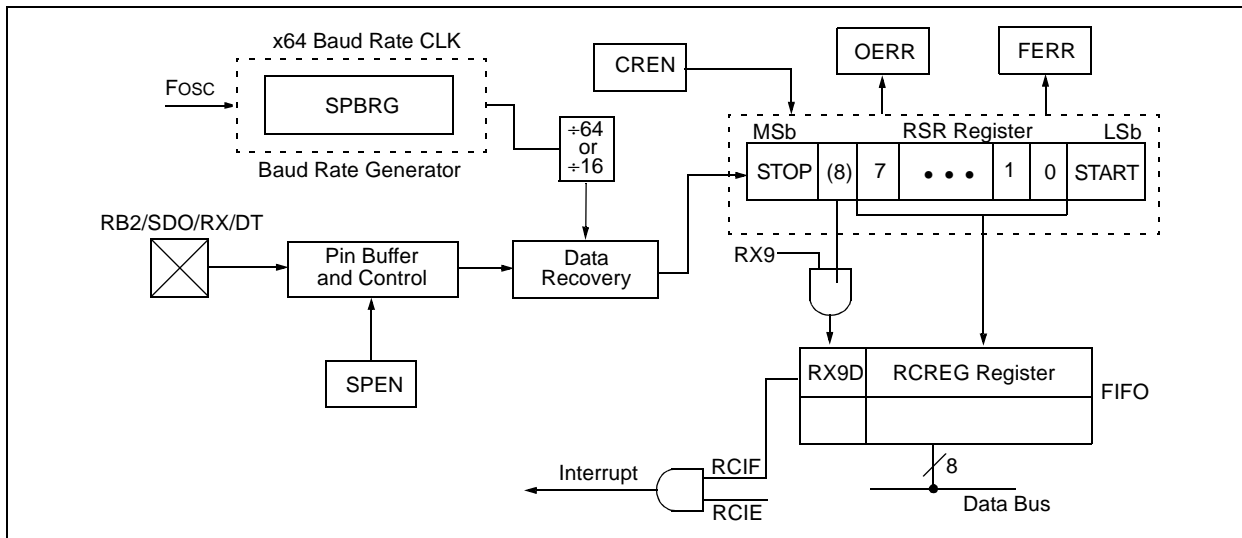 x64 Baud Rate CLK
FOSC
SPBRG
Baud Rate Generator
÷64
or
÷16
CREN
OERR
FERR
MSb RSR Register LSb
STOP (8) 7 • • • 1 0 START
RB2/SDO/RX/DT
Pin Buffer
and Control
Data
Recovery
SPEN
RX9
RX9D RCREG Register
FIFO
8
Data Bus
Interrupt
RCIF
RCIE